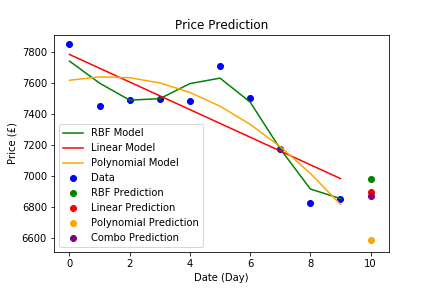 Price Prediction
7800
7600
7400
7200
7000
6800
6600
Price (£)
RBF Model
Linear Model
Polynomial Model
Data
RBF Prediction
Linear Prediction
Polynomial Prediction
Combo Prediction
0 2 4 6 8 10
Date (Day)